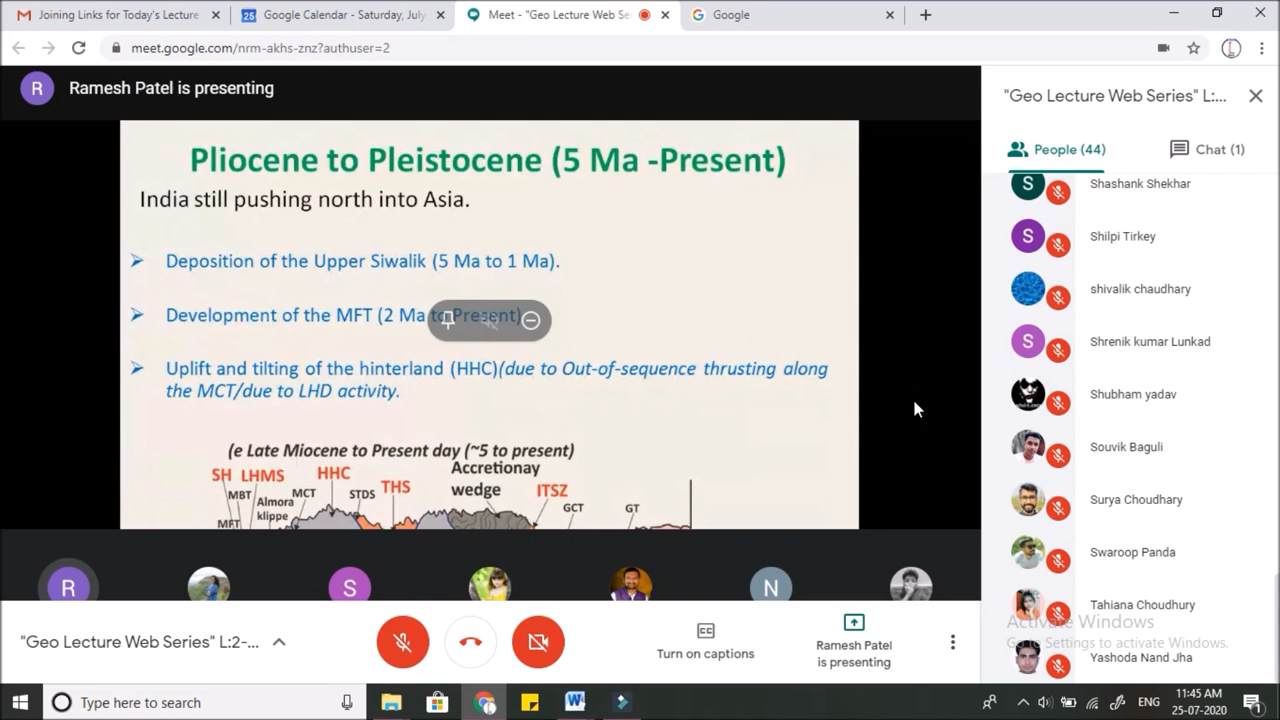 Joining Links for Today's Lecture
Google Calendar - Saturday, July
Meet - "Geo Lecture Web Se
Google
meet.google.com/nrm-akhs-znz?authuser=2
R
Ramesh Patel is presenting
"Geo Lecture Web Series" L:...
People (44)
Chat (1)
Pliocene to Pleistocene (5 Ma -Present)
India still pushing north into Asia.
Deposition of the Upper Siwalik (5 Ma to 1 Ma).
Development of the MFT (2 Ma to Present)
Uplift and tilting of the hinterland (HHC)(due to Out-of-sequence thrusting along
the MCT/due to LHD activity.
(e Late Miocene to Present day (~5 to present)
SH LHMS HHC THS Accretionay
wedge ITSZ
MBT Almora
klippe MCT STDS GCT GT
MFT
S Shashank Shekhar
S Shilpi Tirkey
shivalik chaudhary
S Shrenik kumar Lunkad
Shubham yadav
Souvik Baguli
Surya Choudhary
Swaroop Panda
Tahiana Choudhury
Yashoda Nand Jha
Activate Windows
Go to Settings to activate Windows.
R S N
"Geo Lecture Web Series" L:2-...
Turn on captions
Ramesh Patel
is presenting
Type here to search
ENG
11:45 AM
25-07-2020